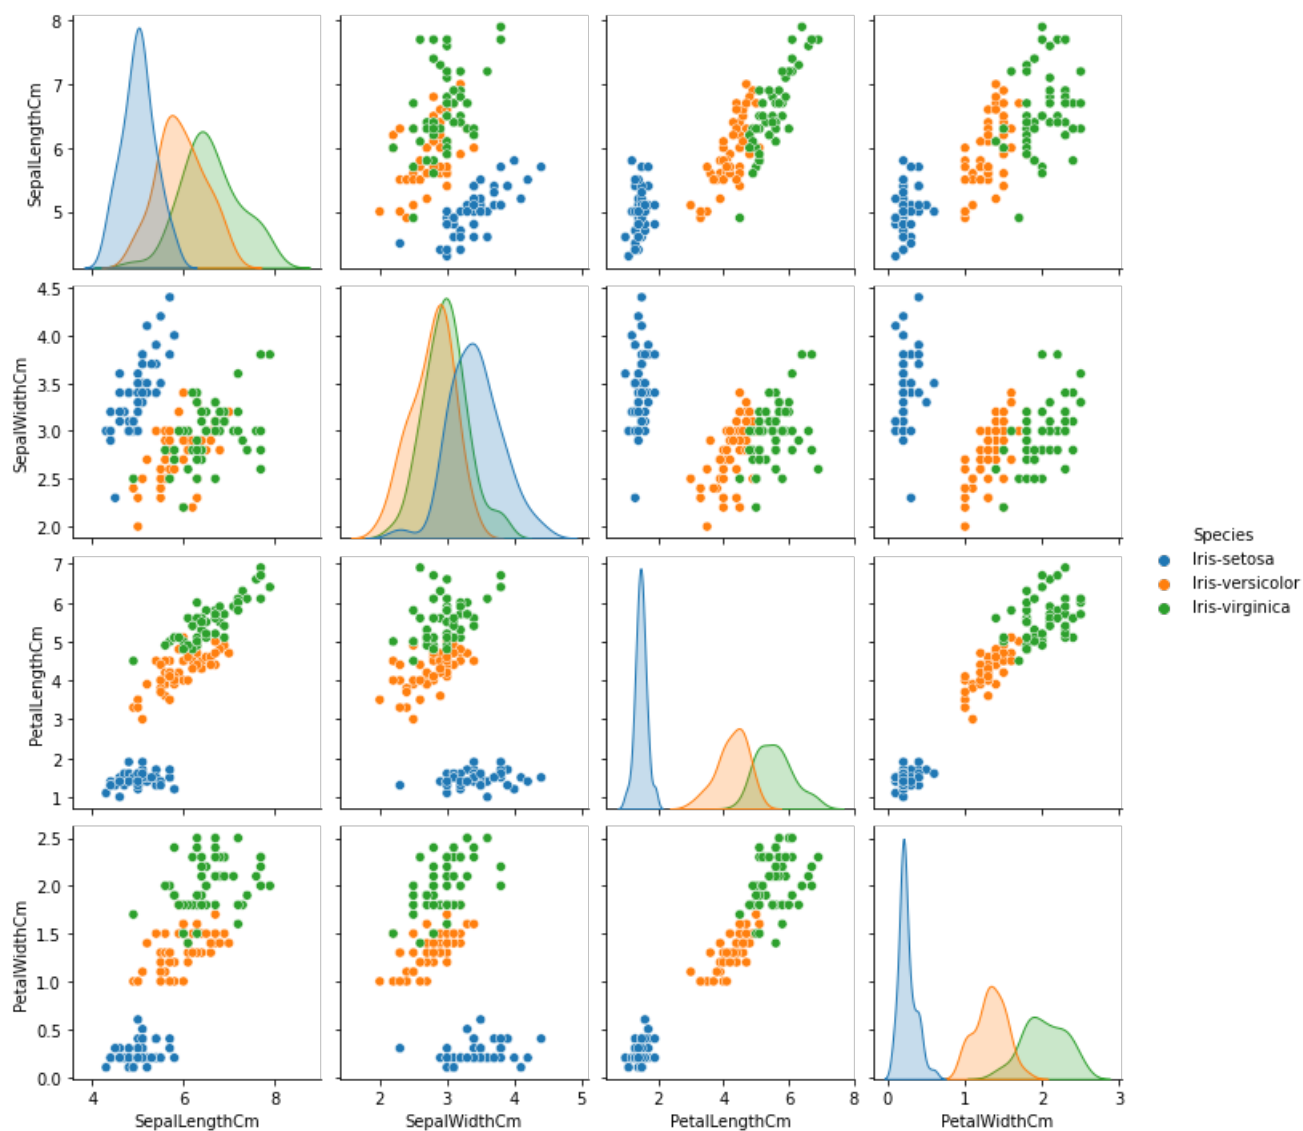 8
7
6
5
SepalLengthCm
4.5
4.0
3.5
3.0
2.5
2.0
SepalWidthCm
Species
Iris-setosa
Iris-versicolor
Iris-virginica
7
6
5
4
3
2
1
PetalLengthCm
2.5
2.0
1.5
1.0
0.5
0.0
PetalWidthCm
4 6 8 2 3 4 5 2 4 6 8 0 1 2 3
SepalLengthCm SepalWidthCm PetalLengthCm PetalWidthCm